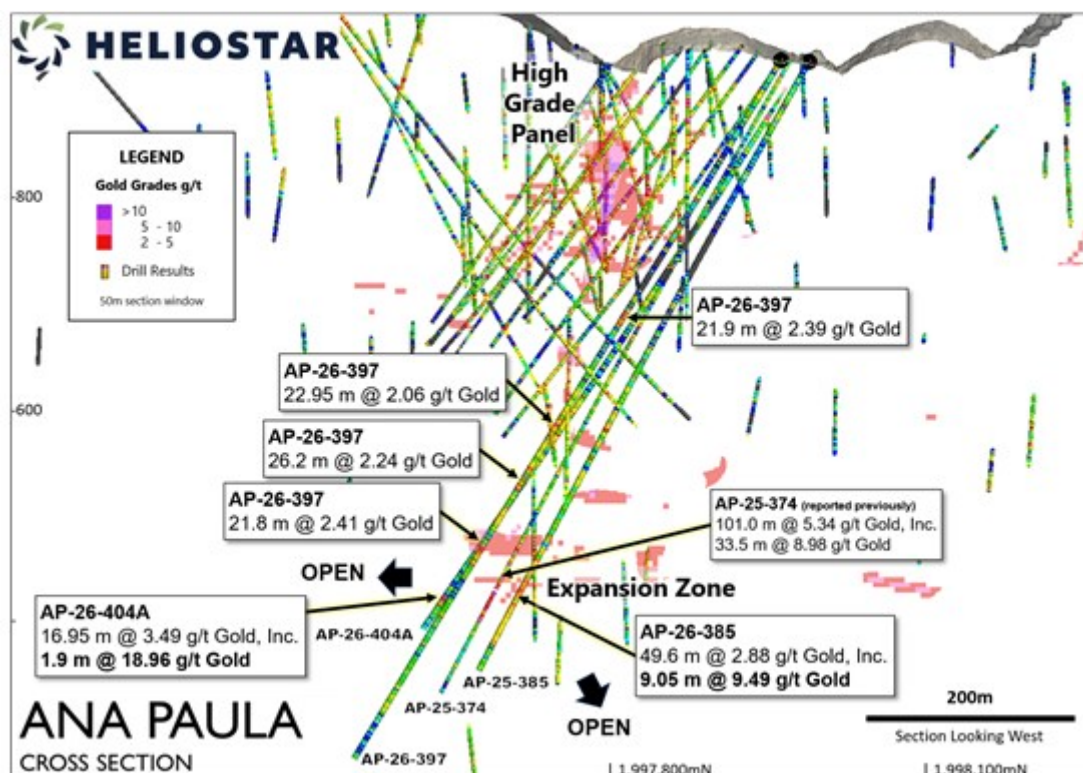 HELIOSTAR
High
Grade
Panel
LEGEND
Gold Grades g/t
>10
5 - 10
2 - 5
Drill Results
50m section window
800
AP-26-397
21.9 m @ 2.39 g/t Gold
AP-26-397
22.95 m @ 2.06 g/t Gold
600
AP-26-397
26.2 m @ 2.24 g/t Gold
AP-26-397
21.8 m @ 2.41 g/t Gold
AP-25-374 (reported previously)
101.0 m @ 5.34 g/t Gold, Inc.
33.5 m @ 8.98 g/t Gold
OPEN
Expansion Zone
AP-26-404A
16.95 m @ 3.49 g/t Gold, Inc.
1.9 m @ 18.96 g/t Gold
AP-26-404A
AP-26-385
49.6 m @ 2.88 g/t Gold, Inc.
9.05 m @ 9.49 g/t Gold
AP-25-385
AP-25-374
OPEN
200m
Section Looking West
ANA PAULA
CROSS SECTION
AP-26-397
1,997,800mN
1,998,100mN